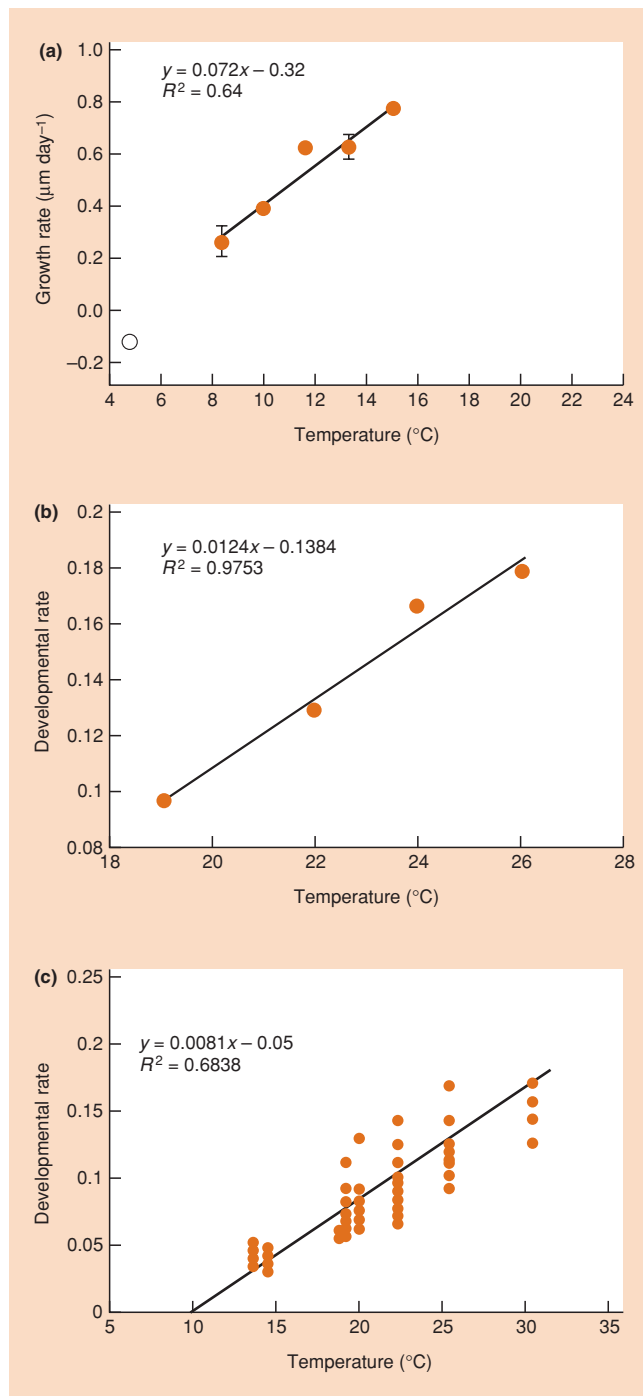 (a)
1.0
0.8
0.6
0.4
0.2
0.0
–0.2
y = 0.072x – 0.32
R² = 0.64
Growth rate (µm day⁻¹)
4 6 8 10 12 14 16 18 20 22 24
Temperature (°C)
(b)
0.2
0.18
0.16
0.14
0.12
0.1
0.08
y = 0.0124x – 0.1384
R² = 0.9753
Developmental rate
18 20 22 24 26 28
Temperature (°C)
(c)
0.25
0.2
0.15
0.1
0.05
0
y = 0.0081x – 0.05
R² = 0.6838
Developmental rate
5 10 15 20 25 30 35
Temperature (°C)